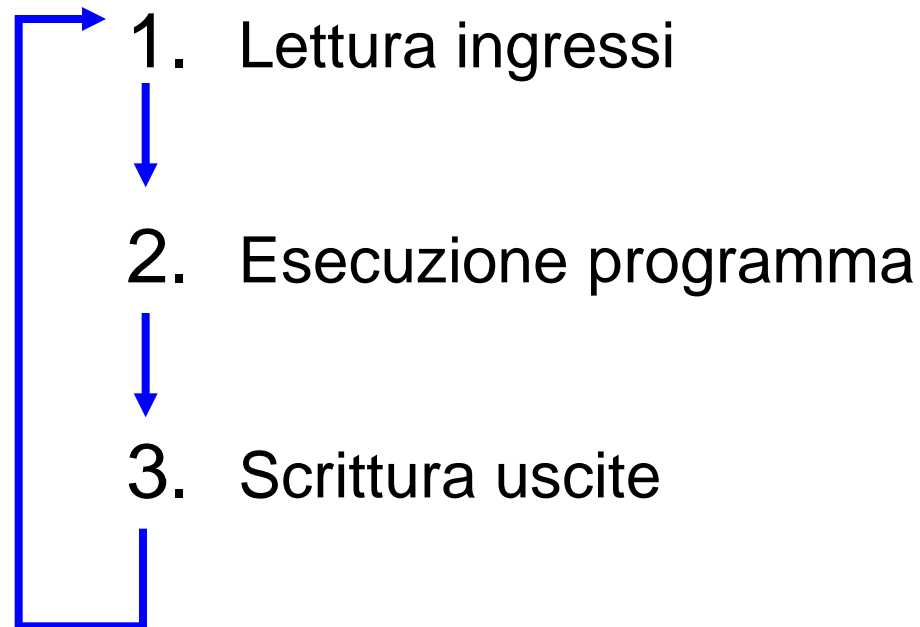 1. Lettura ingressi
2. Esecuzione programma
3. Scrittura uscite